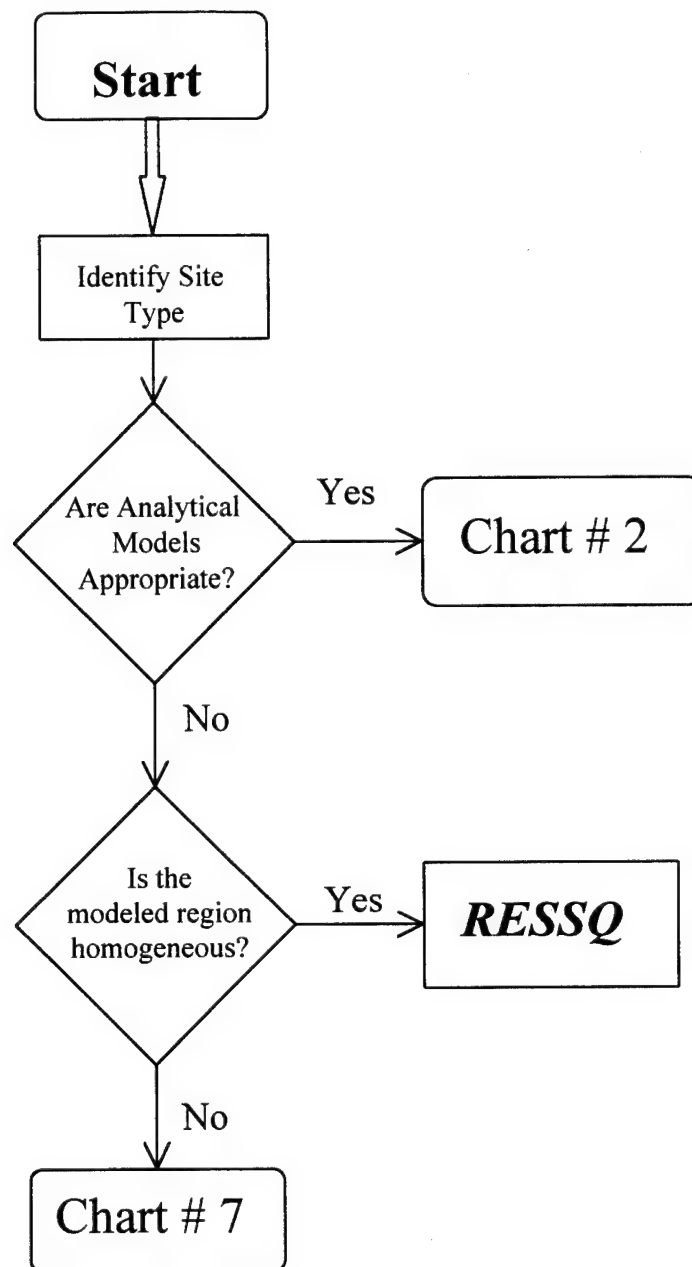 Start
Identify Site
Type
Are Analytical
Models
Appropriate?
Yes
Chart # 2
No
Is the
modeled region
homogeneous?
Yes
RESSQ
No
Chart # 7